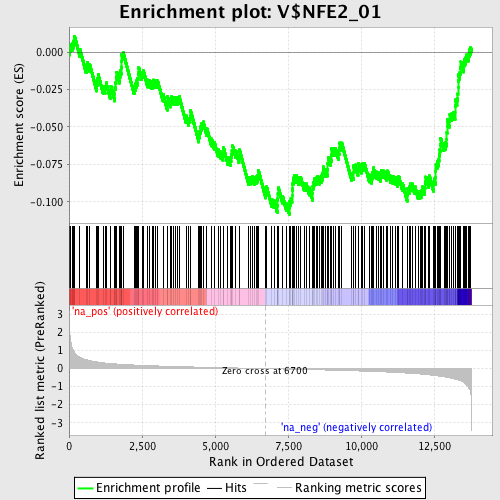 Enrichment plot: V$NFE2_01
Enrichment score (ES)
0.000
-0.025
-0.050
-0.075
-0.100
'na_pos' (positively correlated)
Ranked list metric (PreRanked)
3
2
1
0
-1
-2
-3
Zero cross at 6700
'na_neg' (negatively correlated)
0
2,500
5,000
7,500
10,000
12,500
Rank in Ordered Dataset
Enrichment profile
Hits
Ranking metric scores